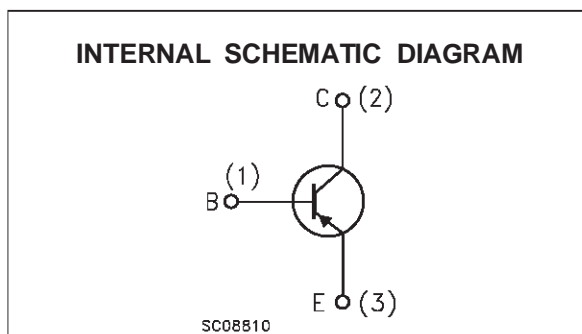 INTERNAL SCHEMATIC DIAGRAM
C (2)
(1)
B
E (3)
SC08810